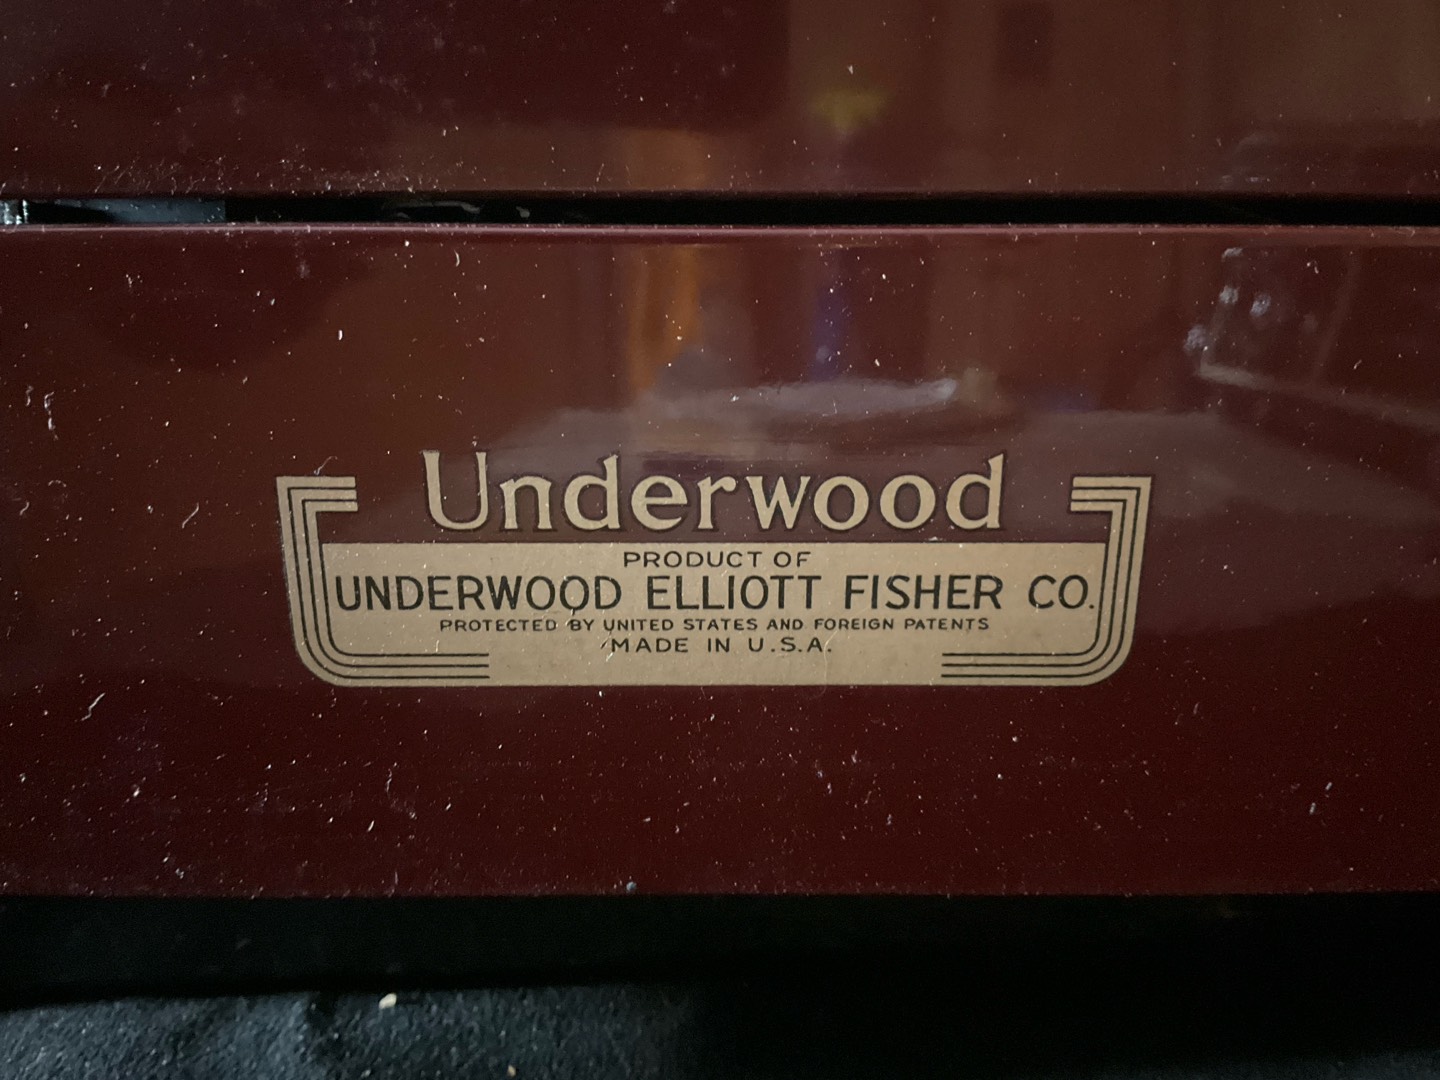 Underwood
PRODUCT OF
UNDERWOOD ELLIOTT FISHER CO.
PROTECTED BY UNITED STATES AND FOREIGN PATENTS
MADE IN U.S.A.